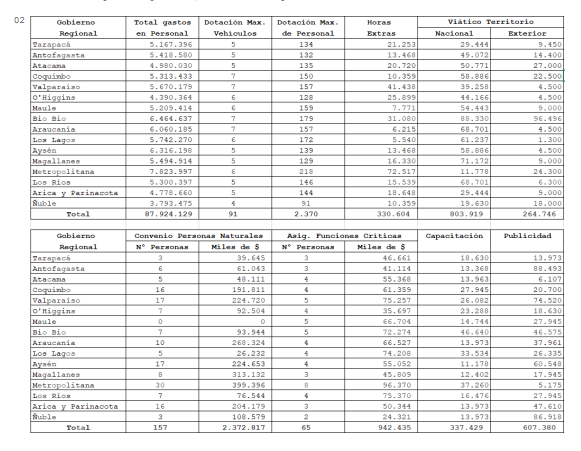 02
Gobierno Total gastos Dotación Max. Dotación Max. Horas Viático Territorio
Regional en Personal Vehículos de Personal Extras Nacional Exterior
Tarapacá 5.167.396 5 134 21.253 29.444 9.450
Antofagasta 5.418.580 5 132 13.468 49.072 14.400
Atacama 4.980.030 5 135 20.720 50.771 27.000
Coquimbo 5.313.433 7 150 10.359 58.886 22.500
Valparaíso 5.670.179 7 157 41.438 39.258 4.500
O'Higgins 4.390.364 6 128 25.899 44.166 4.500
Maule 5.209.414 6 159 7.771 54.443 9.000
Bío Bío 6.464.637 7 179 31.080 88.330 96.496
Araucanía 6.060.185 7 157 6.215 68.701 4.500
Los Lagos 5.742.270 6 172 5.540 61.237 1.300
Aysén 6.316.198 5 139 13.468 58.886 4.500
Magallanes 5.494.914 5 129 16.330 71.172 9.000
Metropolitana 7.823.997 6 218 72.517 11.778 24.300
Los Ríos 5.300.397 5 146 15.539 68.701 6.300
Arica y Parinacota 4.778.660 5 144 18.648 29.444 9.000
Ñuble 3.793.475 4 91 10.359 19.630 18.000
Total 87.924.129 91 2.370 330.604 803.919 264.746
Gobierno Convenio Personas Naturales Asig. Funciones Críticas Capacitación Publicidad
Regional N° Personas Miles de $ N° Personas Miles de $
Tarapacá 3 39.645 3 46.661 18.630 13.973
Antofagasta 6 61.043 3 41.114 13.368 88.493
Atacama 5 48.111 4 55.368 13.963 6.107
Coquimbo 16 191.811 4 61.359 27.945 20.700
Valparaíso 17 224.720 5 75.257 26.082 74.520
O'Higgins 7 92.504 4 35.697 23.288 18.630
Maule 0 0 5 66.704 14.744 27.945
Bío Bío 7 93.944 5 72.274 46.640 46.575
Araucanía 10 268.324 4 66.527 13.973 37.961
Los Lagos 5 26.232 4 74.208 33.534 26.335
Aysén 17 224.653 4 55.052 11.178 60.548
Magallanes 8 313.132 3 45.809 12.402 17.945
Metropolitana 30 399.396 8 96.370 37.260 5.175
Los Ríos 7 76.544 4 75.370 16.476 27.945
Arica y Parinacota 16 204.179 3 50.344 13.973 47.610
Ñuble 3 108.579 2 24.321 13.973 86.918
Total 157 2.372.817 65 942.435 337.429 607.380